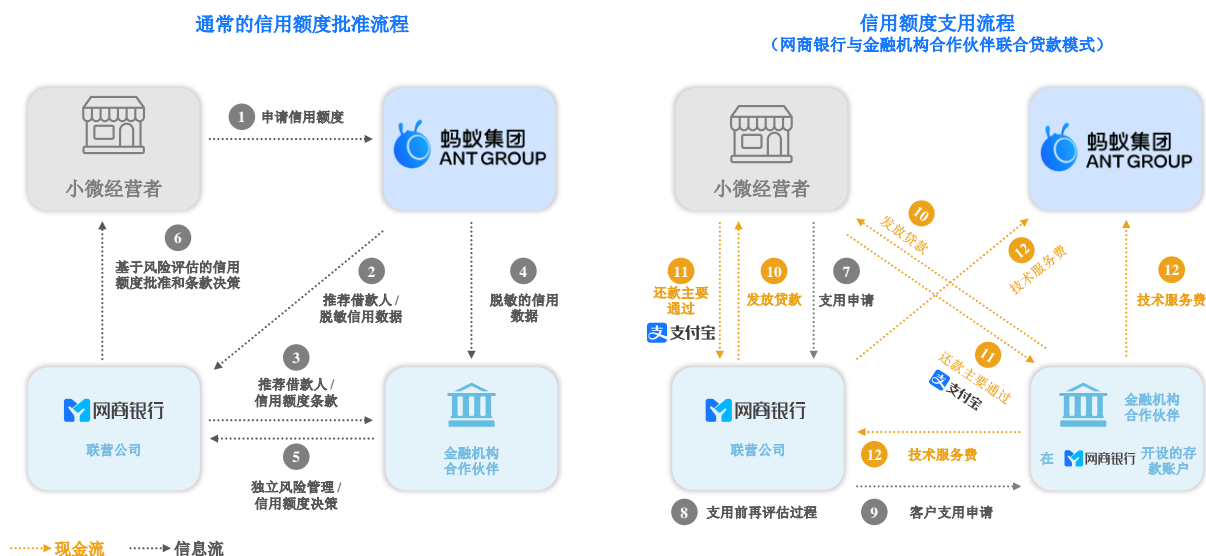 通常的信用额度批准流程
1 申请信用额度
小微经营者
蚂蚁集团
ANT GROUP
6
基于风险评估的信用
额度批准和条款决策
2
推荐借款人 /
脱敏信用数据
4
脱敏的信用
数据
3
推荐借款人 /
信用额度条款
网商银行
联营公司
金融机构
合作伙伴
5
独立风险管理 /
信用额度决策
现金流
信息流
信用额度支用流程
(网商银行与金融机构合作伙伴联合贷款模式)
小微经营者
蚂蚁集团
ANT GROUP
11
还款主要
通过
支付宝
10
发放贷款
7
支用申请
10
发放贷款
12
技术服务费
12
技术服务费
11
还款主要通过
支付宝
网商银行
联营公司
金融机构
合作伙伴
在 网商银行 开设的存
款账户
12 技术服务费
8 支用前再评估过程
9 客户支用申请